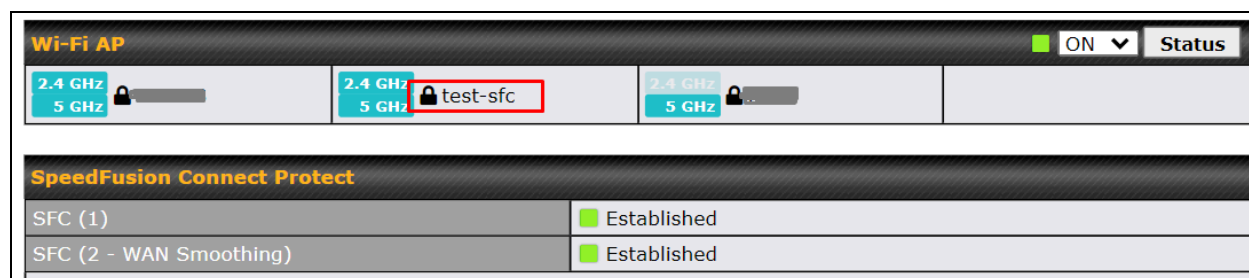 Wi-Fi AP ON Status
2.4 GHz 2.4 GHz test-sfc 2.4 GHz
5 GHz 5 GHz 5 GHz
SpeedFusion Connect Protect
SFC (1) Established
SFC (2 - WAN Smoothing) Established